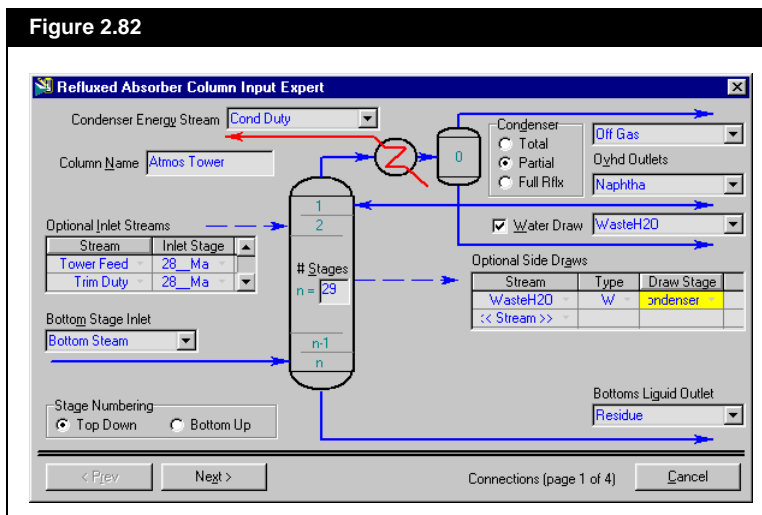 Figure 2.82
Refluxed Absorber Column Input Expert
Condenser Energy Stream Cond Duty
Column Name Atmos Tower
0
Condenser
Total
Partial
Full Rflx
Off Gas
Ovhd Outlets
Naphtha
Water Draw WasteH2O
Optional Inlet Streams
Stream Inlet Stage
Tower Feed 28__Ma
Trim Duty 28__Ma
1
2
# Stages
n = 29
n-1
n
Optional Side Draws
Stream Type Draw Stage
WasteH2O W ondenser
<< Stream >>
Bottom Stage Inlet
Bottom Steam
Stage Numbering
Top Down Bottom Up
Bottoms Liquid Outlet
Residue
< Prev Next > Connections (page 1 of 4) Cancel